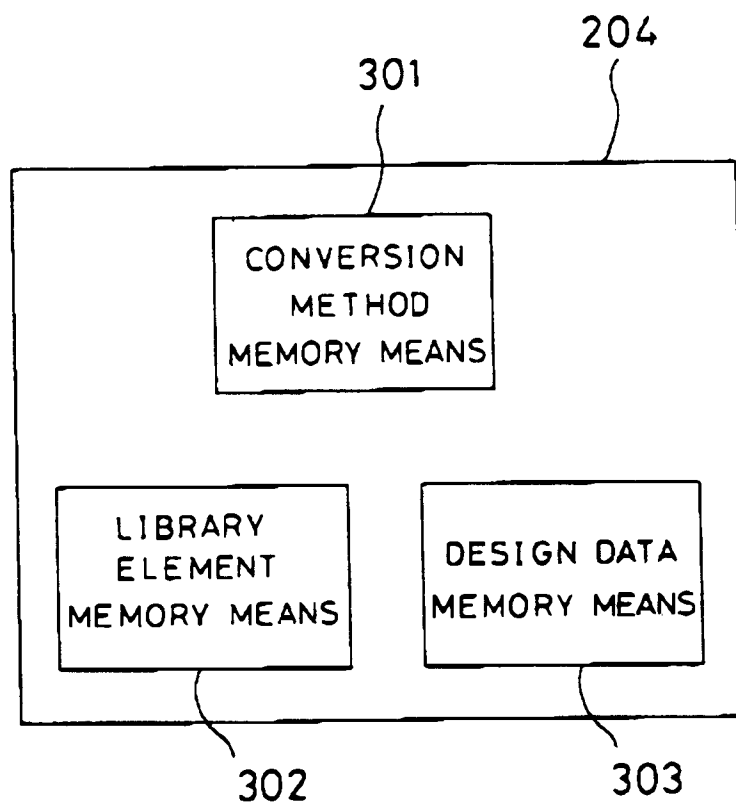 204
301
CONVERSION
METHOD
MEMORY MEANS
LIBRARY
ELEMENT
MEMORY MEANS
DESIGN DATA
MEMORY MEANS
302
303